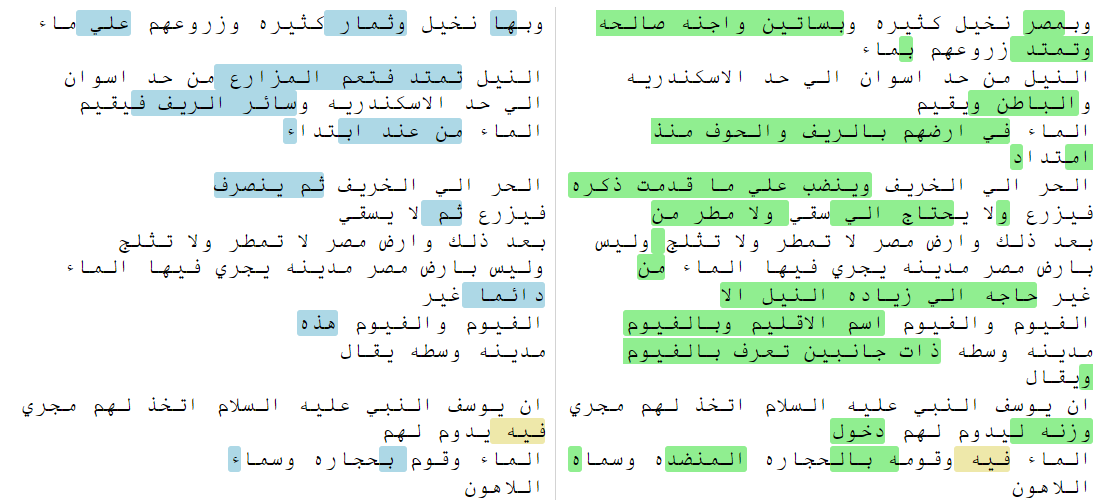 وبمصر نخيل كثيره وبساتين واجنه صالحه
وتمتد زروعهم بماء
النيل من حد اسوان الي حد الاسكندريه
والباطن ويقيم
الماء في ارضهم بالريف والحوف منذ
امتداد
الحر الي الخريف وينضب علي ما قدمت ذكره
فيزرع ولا يحتاج الي سقي ولا مطر من
بعد ذلك وارض مصر لا تمطر ولا تثلج وليس
بارض مصر مدينه يجري فيها الماء من
غير حاجه الي زياده النيل الا
الفيوم والفيوم اسم الاقليم وبالفيوم
مدينه وسطه ذات جانبين تعرف بالفيوم
ويقال
ان يوسف النبي عليه السلام اتخذ لهم مجري
وزنه ليدوم لهم دخول
الماء فيه وقومه بالحجاره المنضده وسماه
اللاهون
وبها نخيل وثمار كثيره وزروعهم علي ماء
النيل تمتد فتعم المزارع من حد اسوان
الي حد الاسكندريه وسائر الريف فيقيم
الماء من عند ابتداء
الحر الي الخريف ثم ينصرف
فيزرع ثم لا يسقي
بعد ذلك وارض مصر لا تمطر ولا تثلج
وليس بارض مصر مدينه يجري فيها الماء
دائما غير
الفيوم والفيوم هذه
مدينه وسطه يقال
ان يوسف النبي عليه السلام اتخذ لهم مجري
فيه يدوم لهم
الماء وقوم بحجاره وسماء
اللاهون